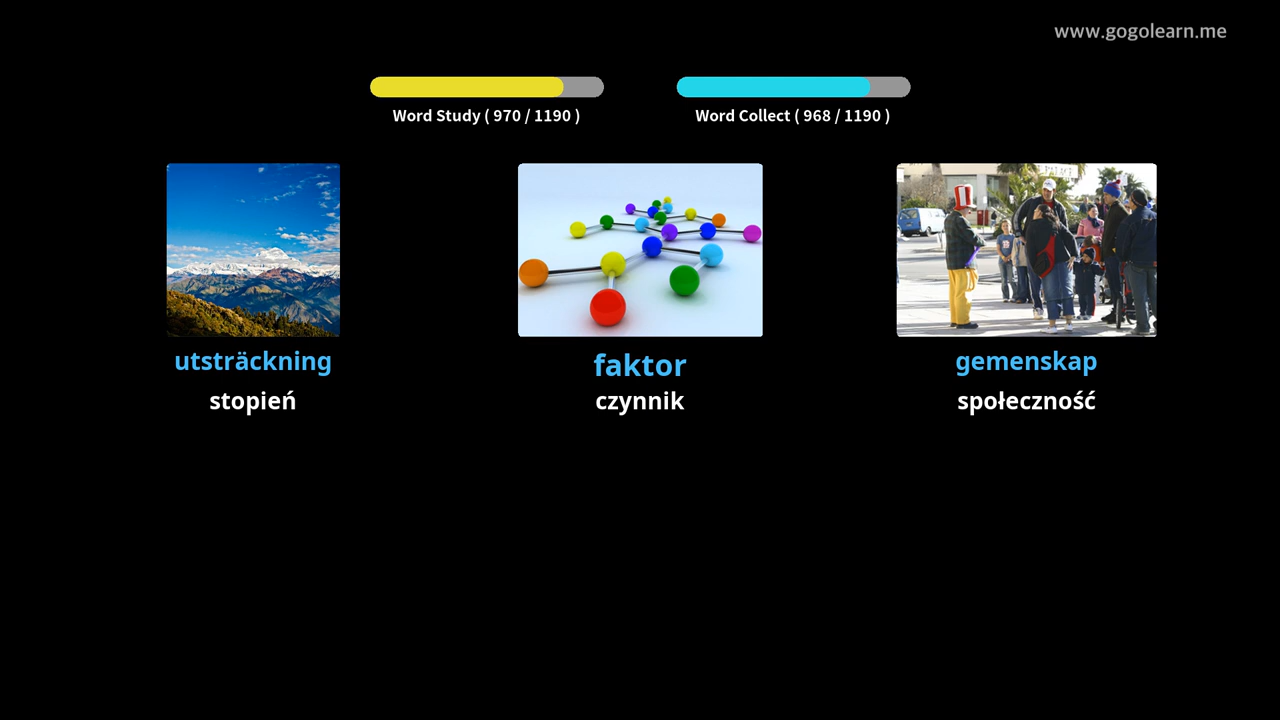 www.gogolearn.me
Word Study ( 970 / 1190 )
Word Collect ( 968 / 1190 )
utsträckning
stopień
faktor
czynnik
gemenskap
społeczność